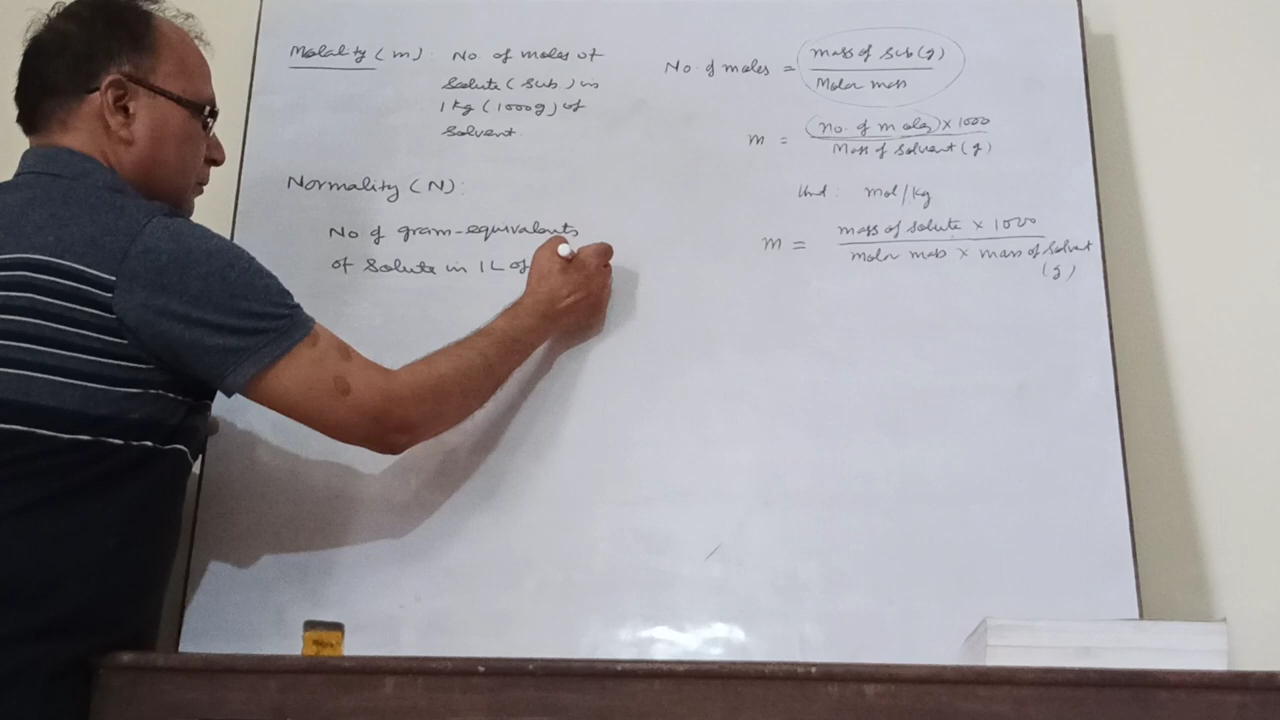 Molality (m) : No. of moles of
Solute (sub.) in
1 kg (1000g) of
Solvent.
Normality (N) :
No of gram-equivalents
of Solute in 1L of
No. of moles = mass of sub (g)
Molar mass
m = (No. of moles) × 1000
Mass of Solvent (g)
Unit : mol/kg
m = mass of solute × 1000
molar mass × mass of solvent
(g)